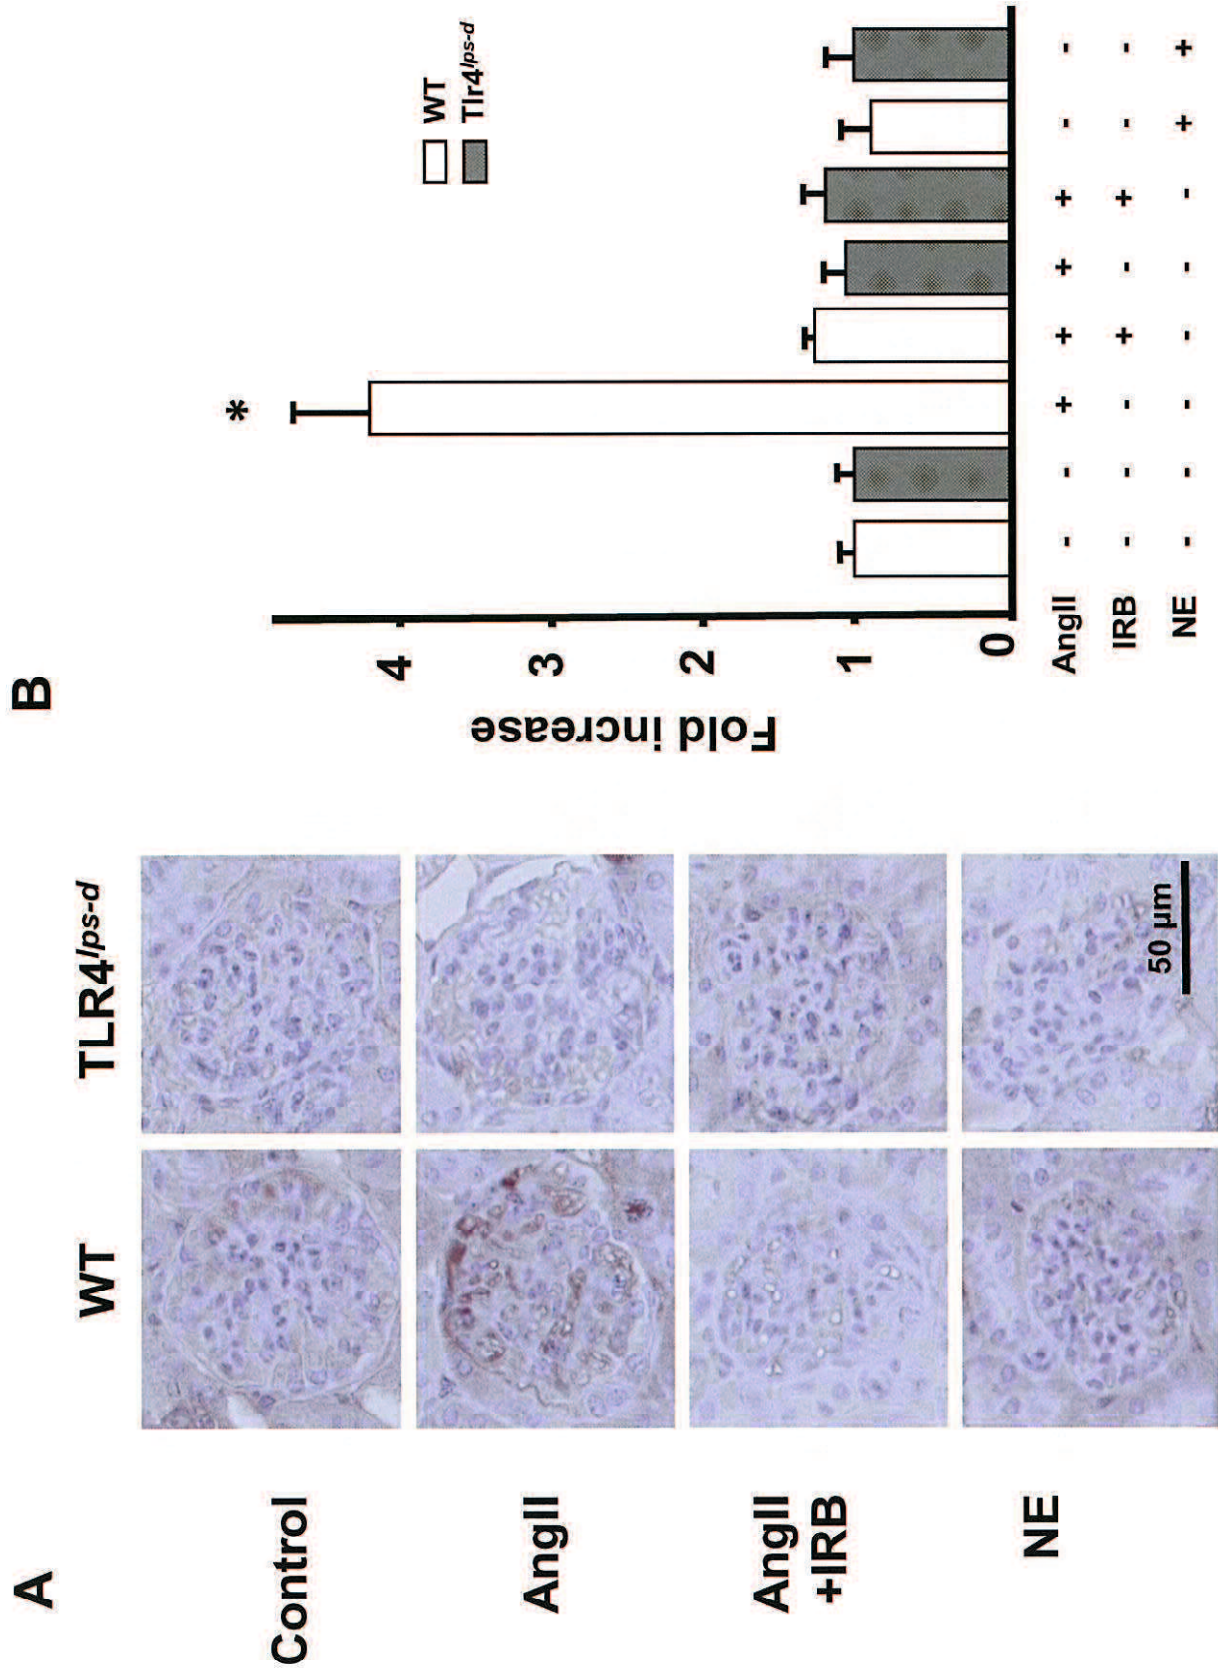 A
WT
TLR4lps-d
Control
AngII
AngII
+IRB
NE
50 µm
B
Fold increase
4
3
2
1
0
*
WT
Tlr4lps-d
AngII - - + + + + - -
IRB - - - + - + - -
NE - - - - - - + +